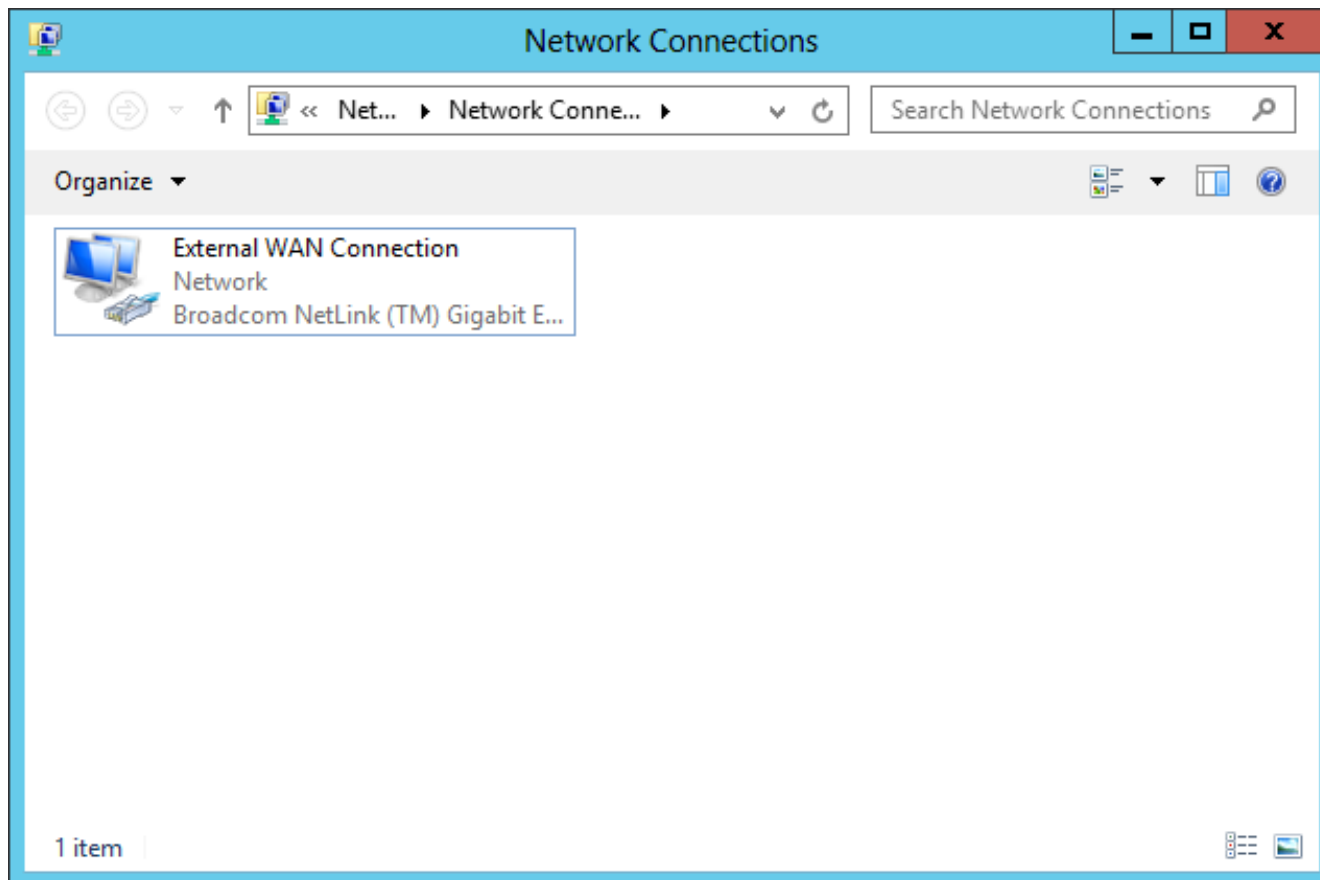 Network Connections
« Net... Network Conne... Search Network Connections
Organize
External WAN Connection
Network
Broadcom NetLink (TM) Gigabit E...
1 item